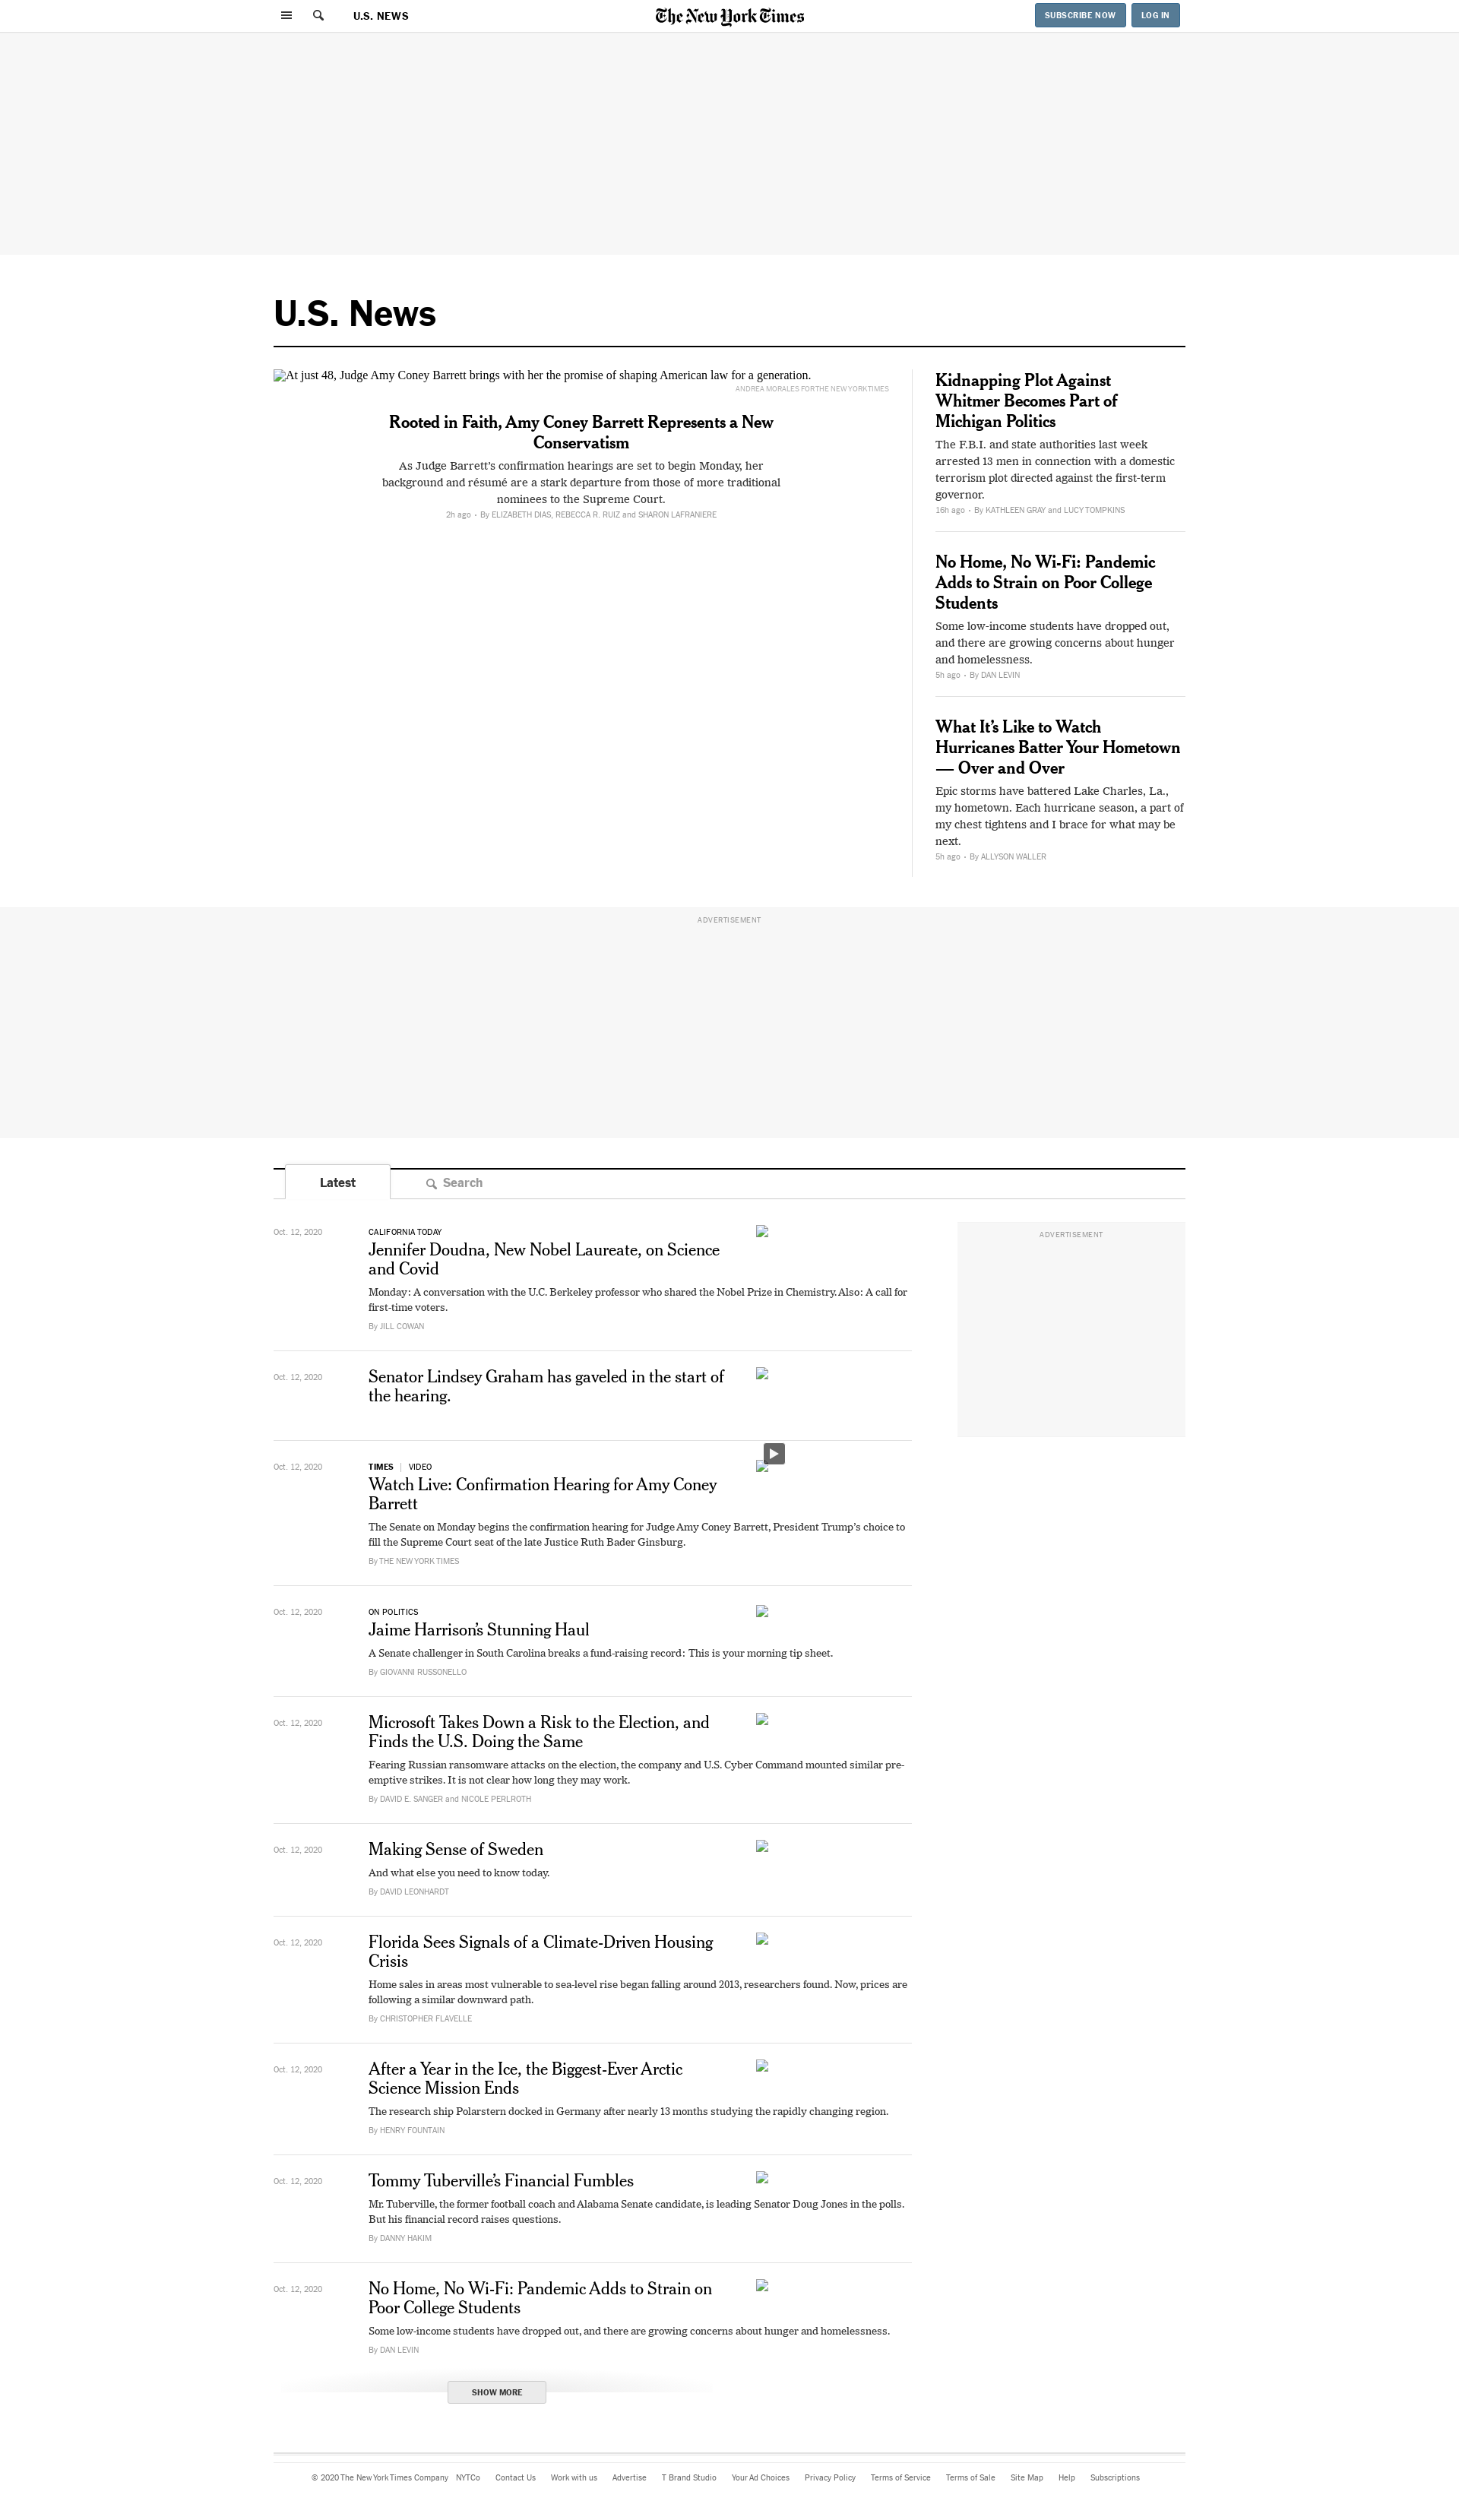 U.S. NEWS
The New York Times
SUBSCRIBE NOW
LOG IN
U.S. News
At just 48, Judge Amy Coney Barrett brings with her the promise of shaping American law for a generation.
ANDREA MORALES FOR THE NEW YORK TIMES
Rooted in Faith, Amy Coney Barrett Represents a New
Conservatism
As Judge Barrett’s confirmation hearings are set to begin Monday, her
background and résumé are a stark departure from those of more traditional
nominees to the Supreme Court.
2h ago • By ELIZABETH DIAS, REBECCA R. RUIZ and SHARON LAFRANIERE
Kidnapping Plot Against
Whitmer Becomes Part of
Michigan Politics
The F.B.I. and state authorities last week
arrested 13 men in connection with a domestic
terrorism plot directed against the first-term
governor.
16h ago • By KATHLEEN GRAY and LUCY TOMPKINS
No Home, No Wi-Fi: Pandemic
Adds to Strain on Poor College
Students
Some low-income students have dropped out,
and there are growing concerns about hunger
and homelessness.
5h ago • By DAN LEVIN
What It’s Like to Watch
Hurricanes Batter Your Hometown
— Over and Over
Epic storms have battered Lake Charles, La.,
my hometown. Each hurricane season, a part of
my chest tightens and I brace for what may be
next.
5h ago • By ALLYSON WALLER
ADVERTISEMENT
Latest
Search
ADVERTISEMENT
Oct. 12, 2020
CALIFORNIA TODAY
Jennifer Doudna, New Nobel Laureate, on Science
and Covid
Monday: A conversation with the U.C. Berkeley professor who shared the Nobel Prize in Chemistry. Also: A call for
first-time voters.
By JILL COWAN
Oct. 12, 2020
Senator Lindsey Graham has gaveled in the start of
the hearing.
Oct. 12, 2020
TIMES | VIDEO
Watch Live: Confirmation Hearing for Amy Coney
Barrett
The Senate on Monday begins the confirmation hearing for Judge Amy Coney Barrett, President Trump’s choice to
fill the Supreme Court seat of the late Justice Ruth Bader Ginsburg.
By THE NEW YORK TIMES
Oct. 12, 2020
ON POLITICS
Jaime Harrison’s Stunning Haul
A Senate challenger in South Carolina breaks a fund-raising record: This is your morning tip sheet.
By GIOVANNI RUSSONELLO
Oct. 12, 2020
Microsoft Takes Down a Risk to the Election, and
Finds the U.S. Doing the Same
Fearing Russian ransomware attacks on the election, the company and U.S. Cyber Command mounted similar pre-
emptive strikes. It is not clear how long they may work.
By DAVID E. SANGER and NICOLE PERLROTH
Oct. 12, 2020
Making Sense of Sweden
And what else you need to know today.
By DAVID LEONHARDT
Oct. 12, 2020
Florida Sees Signals of a Climate-Driven Housing
Crisis
Home sales in areas most vulnerable to sea-level rise began falling around 2013, researchers found. Now, prices are
following a similar downward path.
By CHRISTOPHER FLAVELLE
Oct. 12, 2020
After a Year in the Ice, the Biggest-Ever Arctic
Science Mission Ends
The research ship Polarstern docked in Germany after nearly 13 months studying the rapidly changing region.
By HENRY FOUNTAIN
Oct. 12, 2020
Tommy Tuberville’s Financial Fumbles
Mr. Tuberville, the former football coach and Alabama Senate candidate, is leading Senator Doug Jones in the polls.
But his financial record raises questions.
By DANNY HAKIM
Oct. 12, 2020
No Home, No Wi-Fi: Pandemic Adds to Strain on
Poor College Students
Some low-income students have dropped out, and there are growing concerns about hunger and homelessness.
By DAN LEVIN
SHOW MORE
© 2020 The New York Times Company NYTCo Contact Us Work with us Advertise T Brand Studio Your Ad Choices Privacy Policy Terms of Service Terms of Sale Site Map Help Subscriptions